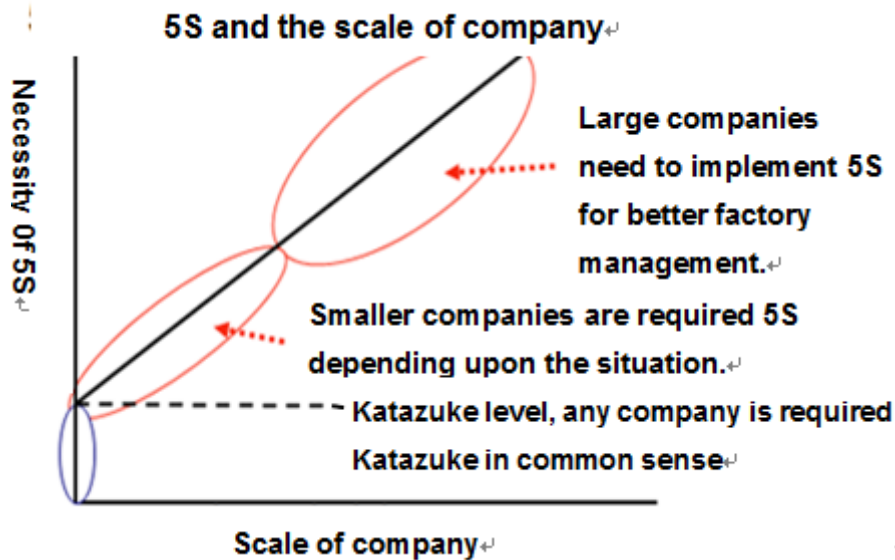 5S and the scale of company↵
Necessity 0f 5S↵
Large companies
need to implement 5S
for better factory
management.↵
Smaller companies are required 5S
depending upon the situation.↵
Katazuke level, any company is required
Katazuke in common sense↵
Scale of company↵